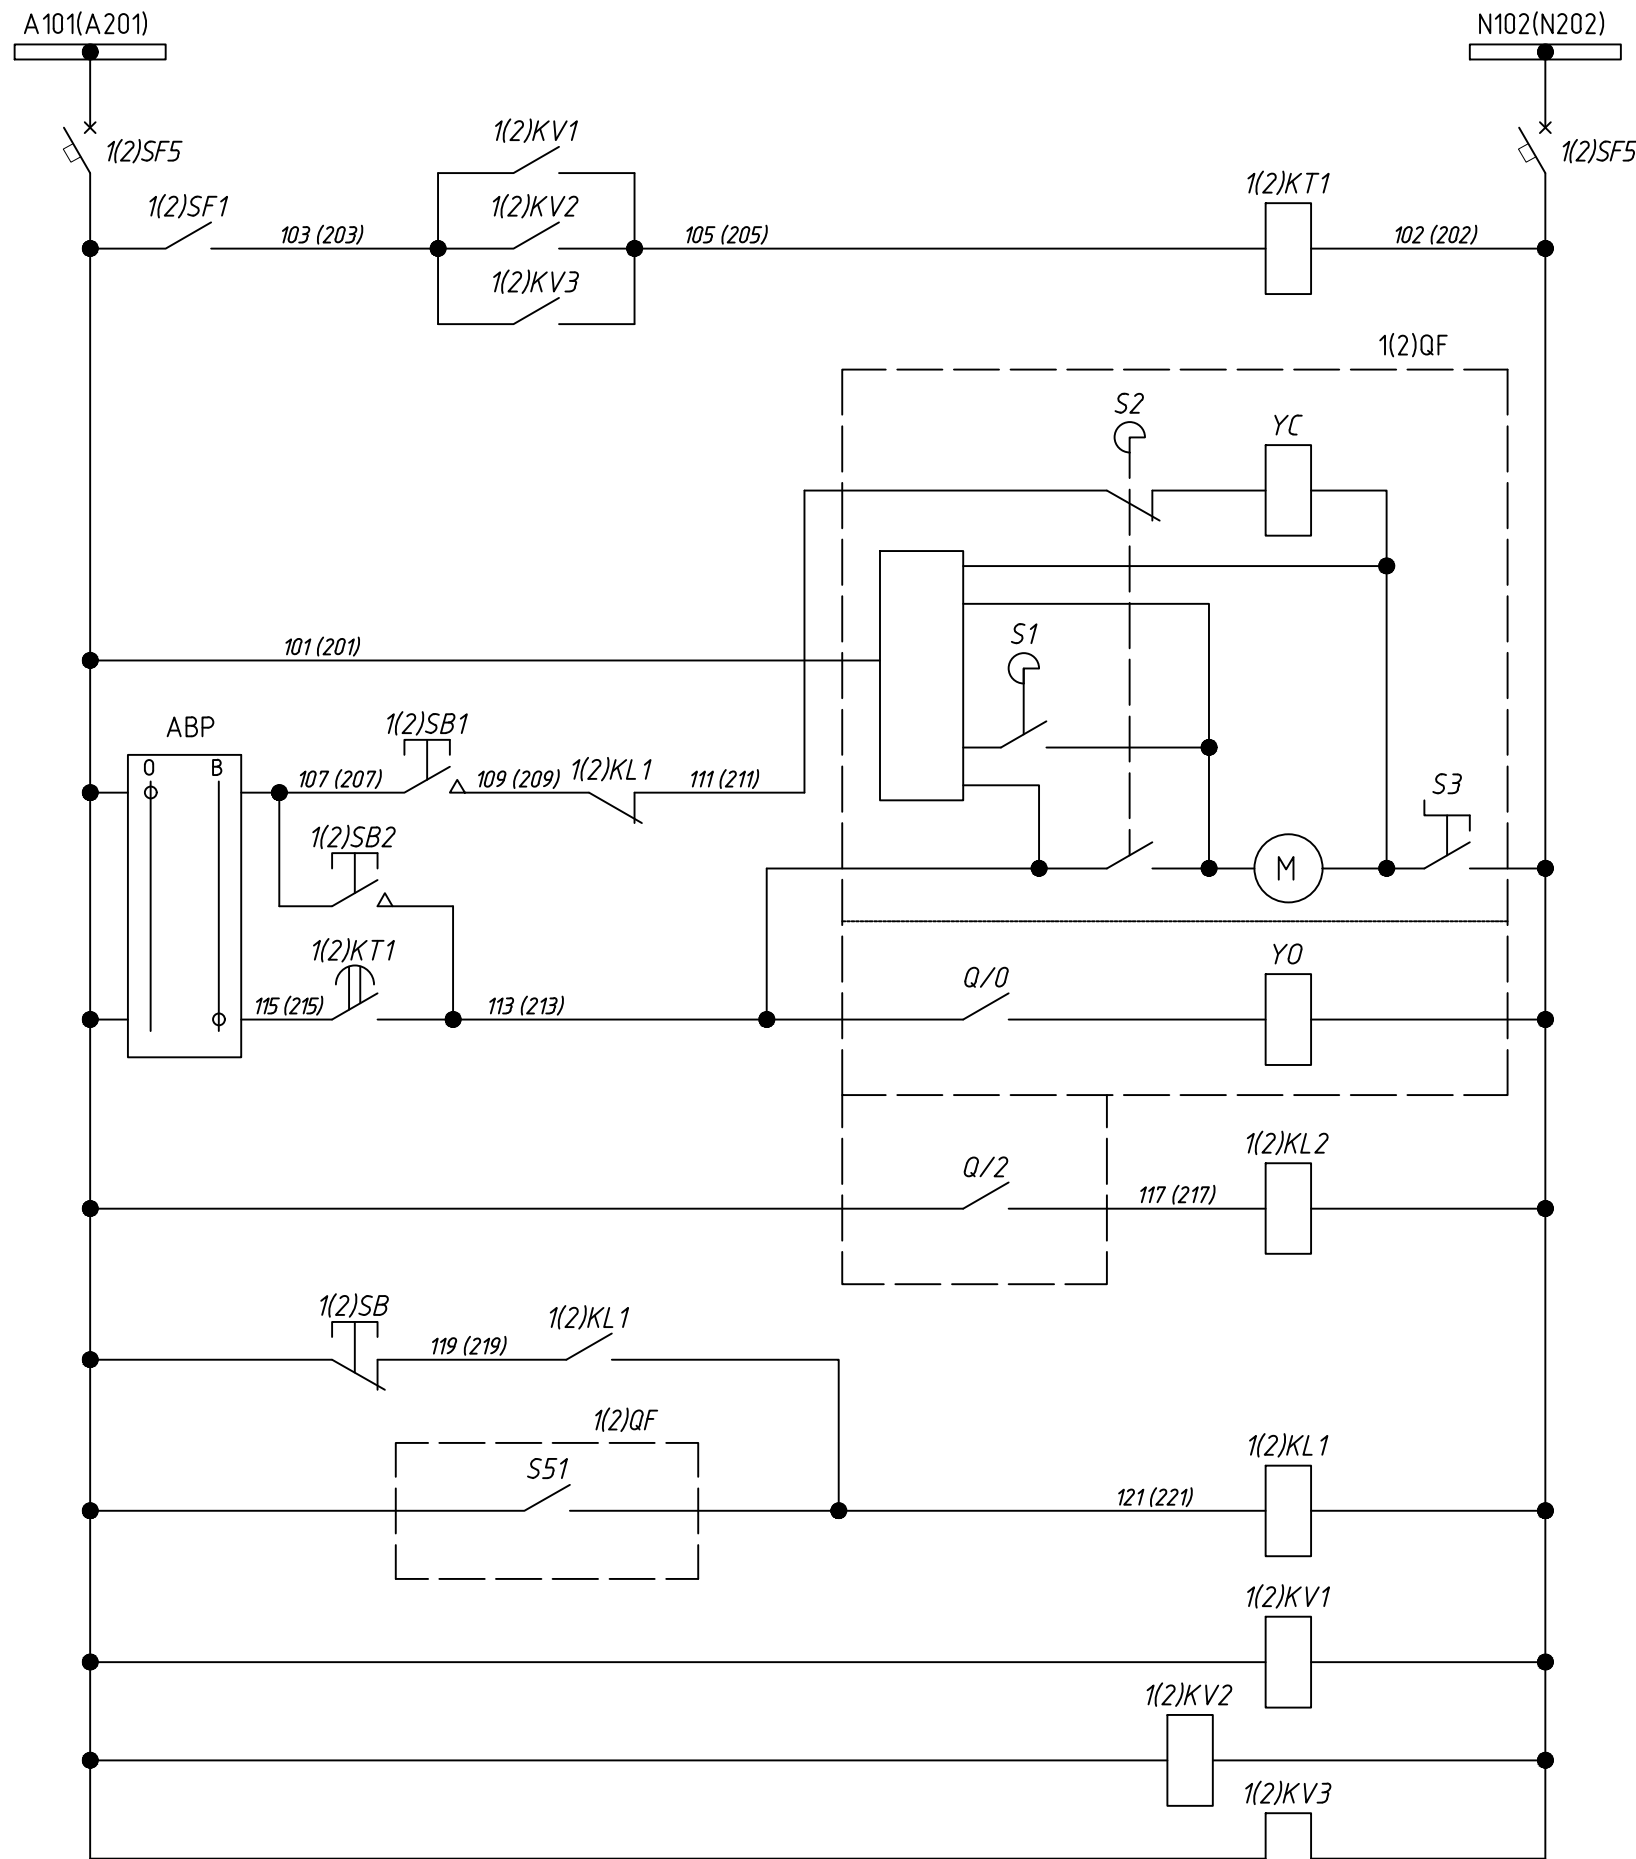 A101(A201)
N102(N202)
1(2)SF5
1(2)SF5
1(2)KV1
1(2)SF1
103 (203)
1(2)KV2
105 (205)
1(2)KT1
102 (202)
1(2)KV3
1(2)QF
S2
YC
101 (201)
S1
АВР
О
В
1(2)SB1
107 (207)
109 (209)
1(2)KL1
111 (211)
S3
1(2)SB2
M
1(2)KT1
115 (215)
113 (213)
Q/0
YO
Q/2
117 (217)
1(2)KL2
1(2)SB
119 (219)
1(2)KL1
1(2)QF
S51
121 (221)
1(2)KL1
1(2)KV1
1(2)KV2
1(2)KV3